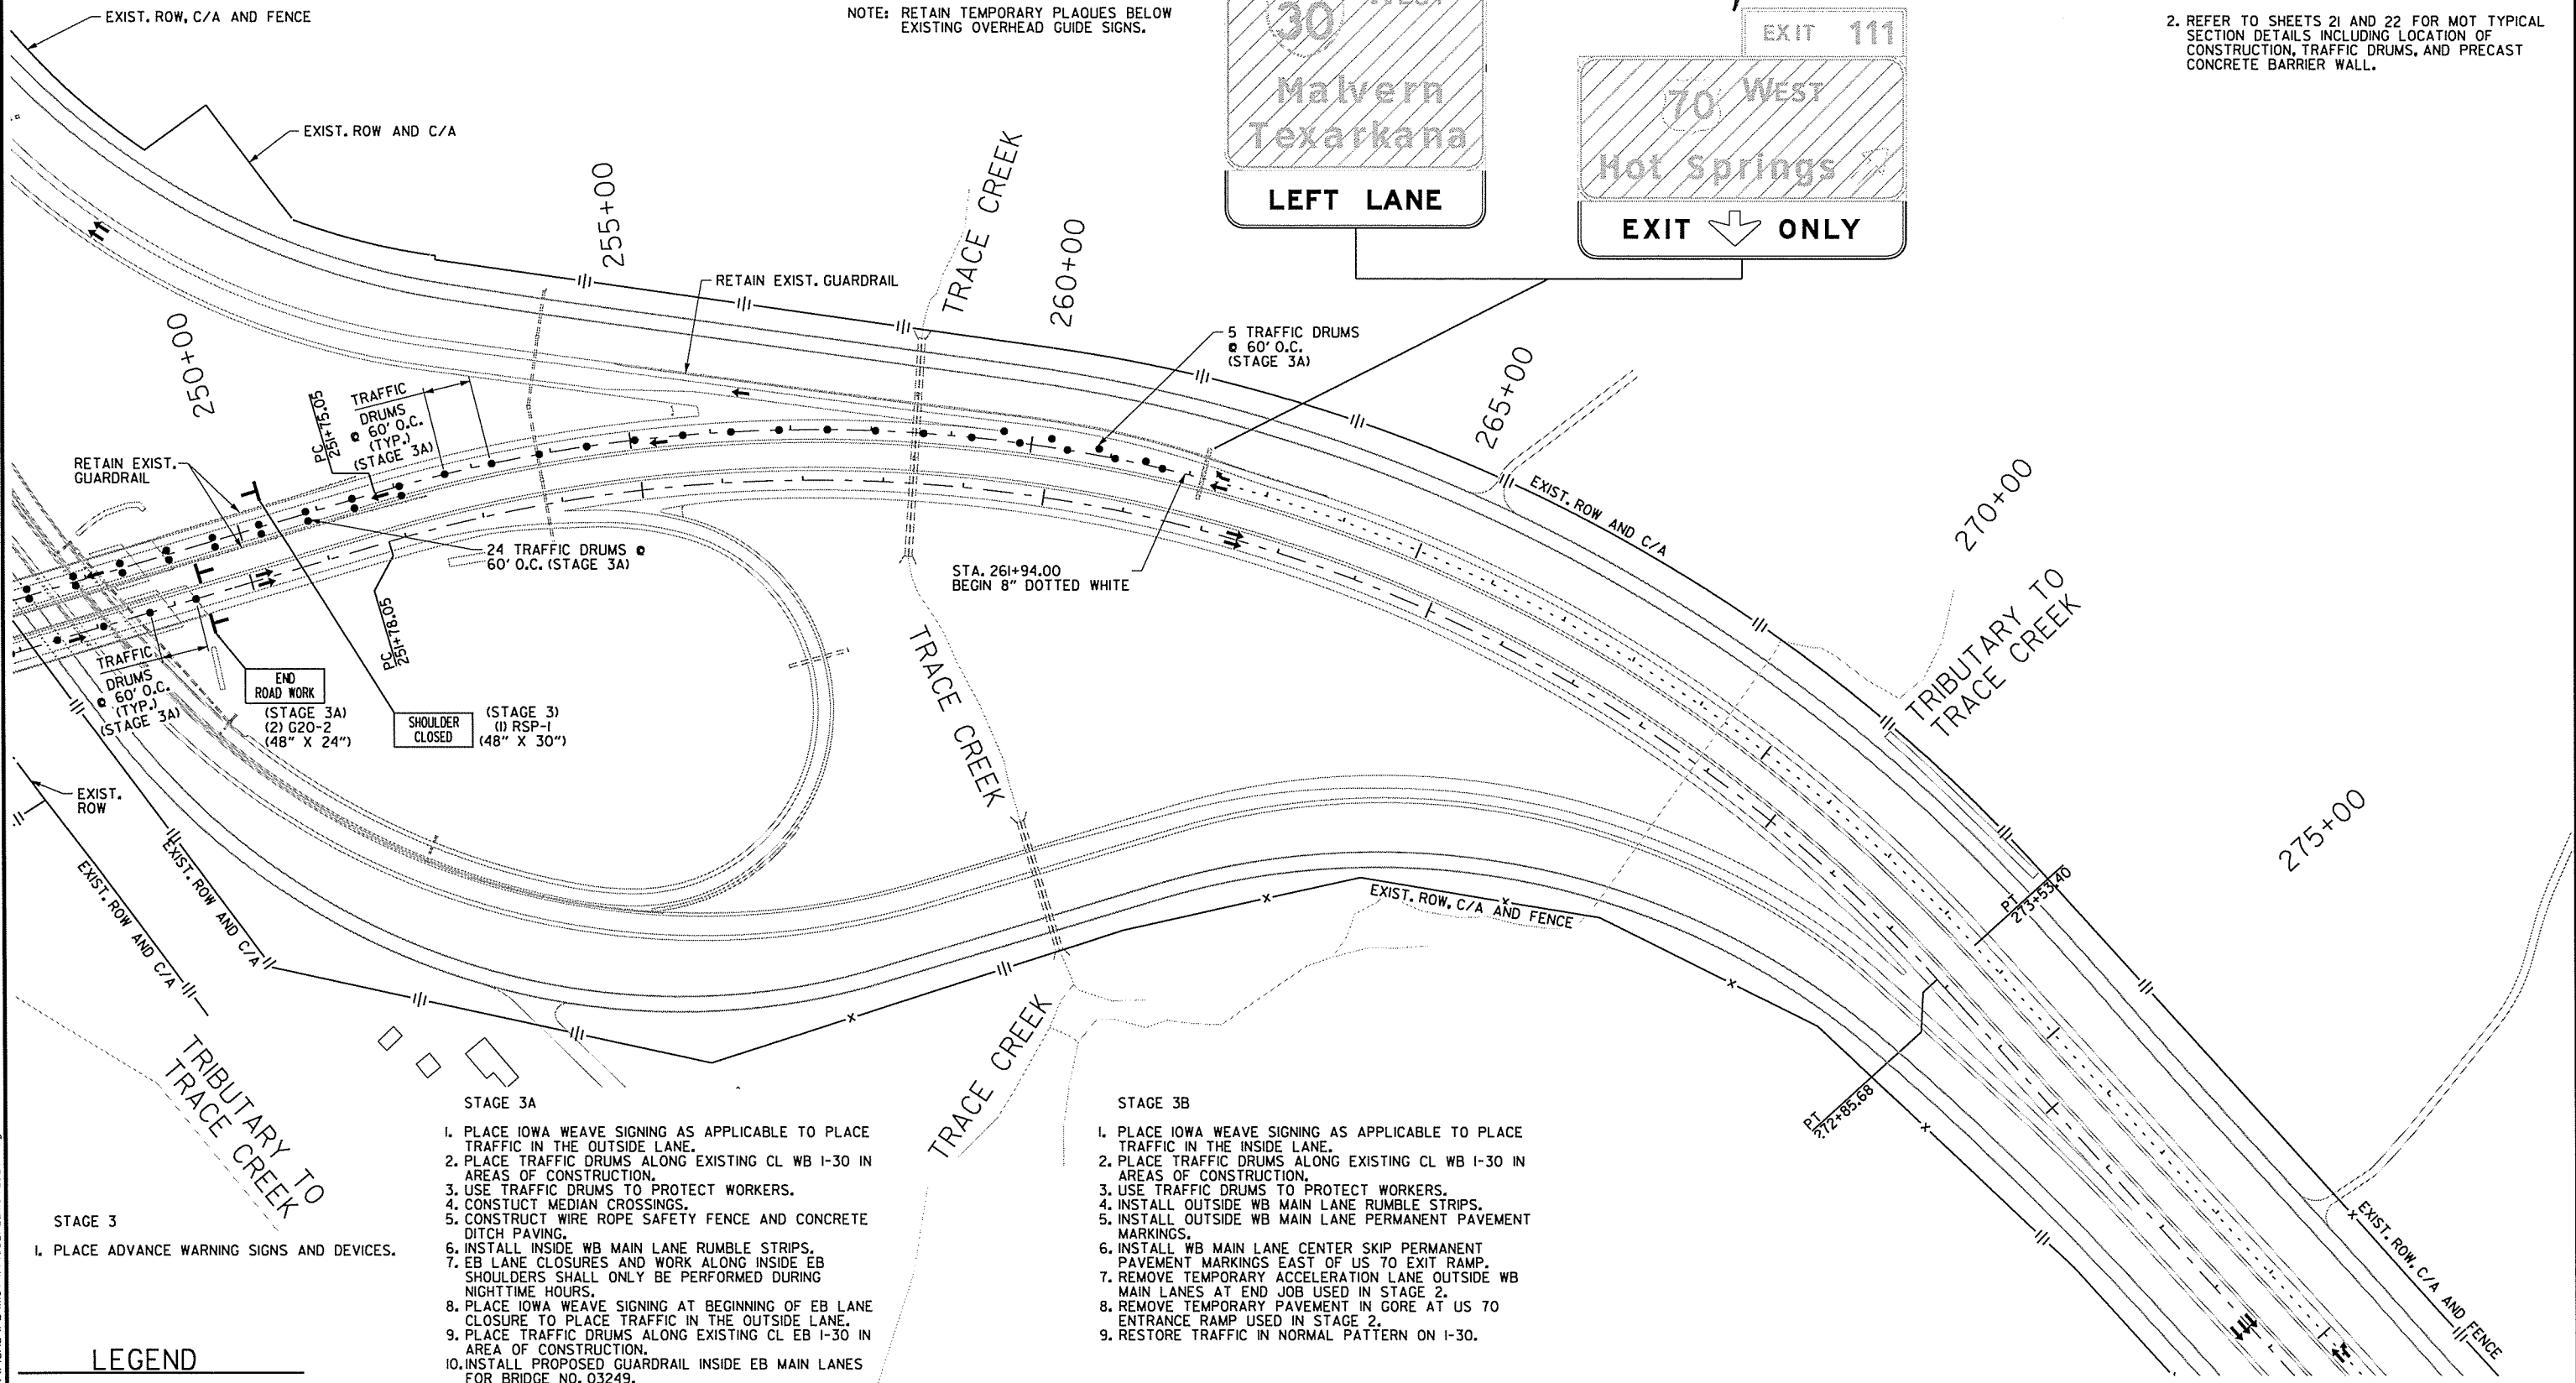 EXIST. ROW, C/A AND FENCE
NOTE: RETAIN TEMPORARY PLAQUES BELOW
EXISTING OVERHEAD GUIDE SIGNS.
30 WEST
Malvern
Texarkana
LEFT LANE
EXIT 111
70 WEST
Hot Springs
EXIT ONLY
2. REFER TO SHEETS 21 AND 22 FOR MOT TYPICAL
SECTION DETAILS INCLUDING LOCATION OF
CONSTRUCTION, TRAFFIC DRUMS, AND PRECAST
CONCRETE BARRIER WALL.
EXIST. ROW AND C/A
250+00
255+00
TRACE CREEK
260+00
265+00
270+00
275+00
RETAIN EXIST. GUARDRAIL
5 TRAFFIC DRUMS
@ 60' O.C.
(STAGE 3A)
PC
251+75.05
TRAFFIC
DRUMS
@ 60' O.C.
(TYP.)
(STAGE 3A)
RETAIN EXIST.
GUARDRAIL
24 TRAFFIC DRUMS @
60' O.C. (STAGE 3A)
PC
251+78.05
STA. 261+94.00
BEGIN 8" DOTTED WHITE
EXIST. ROW AND C/A
TRIBUTARY TO
TRACE CREEK
TRAFFIC
DRUMS
@ 60' O.C.
(TYP.)
(STAGE 3A)
END
ROAD WORK
(STAGE 3A)
(2) G20-2
(48" X 24")
SHOULDER
CLOSED
(STAGE 3)
(1) RSP-1
(48" X 30")
TRACE CREEK
EXIST.
ROW
EXIST. ROW AND C/A
EXIST. ROW AND C/A
EXIST. ROW, C/A AND FENCE
PT
273+53.40
PT
272+85.68
TRACE CREEK
TRIBUTARY TO
TRACE CREEK
EXIST. ROW, C/A AND FENCE
STAGE 3
1. PLACE ADVANCE WARNING SIGNS AND DEVICES.
LEGEND
STAGE 3A
1. PLACE IOWA WEAVE SIGNING AS APPLICABLE TO PLACE
TRAFFIC IN THE OUTSIDE LANE.
2. PLACE TRAFFIC DRUMS ALONG EXISTING CL WB I-30 IN
AREAS OF CONSTRUCTION.
3. USE TRAFFIC DRUMS TO PROTECT WORKERS.
4. CONSTUCT MEDIAN CROSSINGS.
5. CONSTRUCT WIRE ROPE SAFETY FENCE AND CONCRETE
DITCH PAVING.
6. INSTALL INSIDE WB MAIN LANE RUMBLE STRIPS.
7. EB LANE CLOSURES AND WORK ALONG INSIDE EB
SHOULDERS SHALL ONLY BE PERFORMED DURING
NIGHTTIME HOURS.
8. PLACE IOWA WEAVE SIGNING AT BEGINNING OF EB LANE
CLOSURE TO PLACE TRAFFIC IN THE OUTSIDE LANE.
9. PLACE TRAFFIC DRUMS ALONG EXISTING CL EB I-30 IN
AREA OF CONSTRUCTION.
10. INSTALL PROPOSED GUARDRAIL INSIDE EB MAIN LANES
FOR BRIDGE NO. 03249.
STAGE 3B
1. PLACE IOWA WEAVE SIGNING AS APPLICABLE TO PLACE
TRAFFIC IN THE INSIDE LANE.
2. PLACE TRAFFIC DRUMS ALONG EXISTING CL WB I-30 IN
AREAS OF CONSTRUCTION.
3. USE TRAFFIC DRUMS TO PROTECT WORKERS.
4. INSTALL OUTSIDE WB MAIN LANE RUMBLE STRIPS.
5. INSTALL OUTSIDE WB MAIN LANE PERMANENT PAVEMENT
MARKINGS.
6. INSTALL WB MAIN LANE CENTER SKIP PERMANENT
PAVEMENT MARKINGS EAST OF US 70 EXIT RAMP.
7. REMOVE TEMPORARY ACCELERATION LANE OUTSIDE WB
MAIN LANES AT END JOB USED IN STAGE 2.
8. REMOVE TEMPORARY PAVEMENT IN GORE AT US 70
ENTRANCE RAMP USED IN STAGE 2.
9. RESTORE TRAFFIC IN NORMAL PATTERN ON I-30.